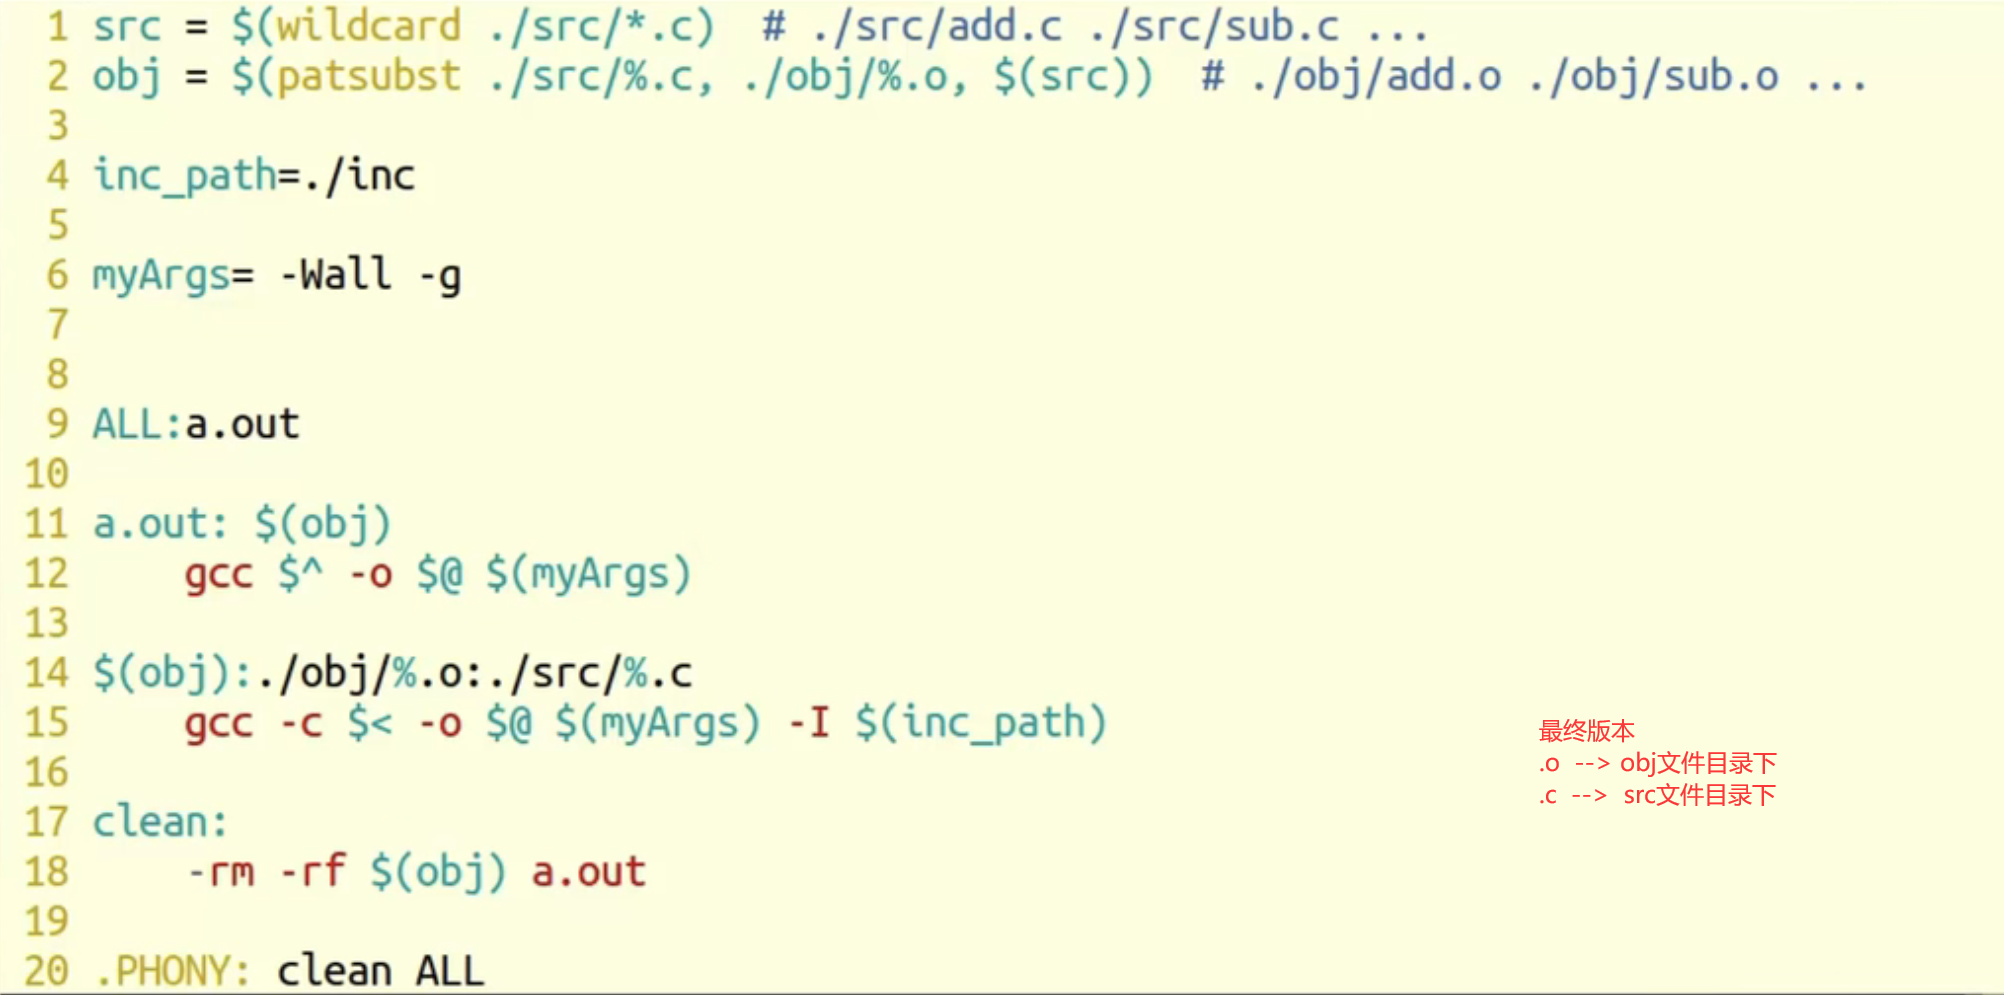 1 src = $(wildcard ./src/*.c)  # ./src/add.c ./src/sub.c ...
2 obj = $(patsubst ./src/%.c, ./obj/%.o, $(src))  # ./obj/add.o ./obj/sub.o ...
3
4 inc_path=./inc
5
6 myArgs= -Wall -g
7
8
9 ALL:a.out
10
11 a.out: $(obj)
12     gcc $^ -o $@ $(myArgs)
13
14 $(obj):./obj/%.o:./src/%.c
15     gcc -c $< -o $@ $(myArgs) -I $(inc_path)
16
17 clean:
18     -rm -rf $(obj) a.out
19
20 .PHONY: clean ALL
最终版本
.o --> obj文件目录下
.c --> src文件目录下